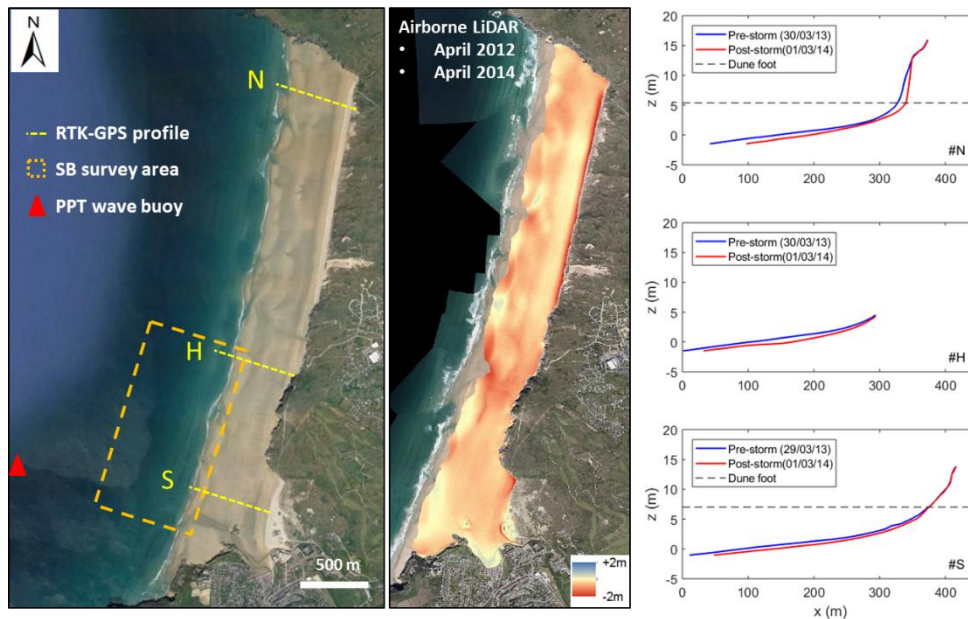 N
N
RTK-GPS profile
SB survey area
PPT wave buoy
H
S
500 m
Airborne LiDAR
• April 2012
• April 2014
+2m
-2m
Pre-storm (30/03/13)
Post-storm (01/03/14)
Dune foot
z (m)
20
15
10
5
0
-5
0 100 200 300 400
#N
Pre-storm (30/03/13)
Post-storm(01/03/14)
z (m)
20
15
10
5
0
-5
0 100 200 300 400
#H
Pre-storm (29/03/13)
Post-storm(01/03/14)
Dune foot
z (m)
20
15
10
5
0
-5
0 100 200 300 400
#S
x (m)